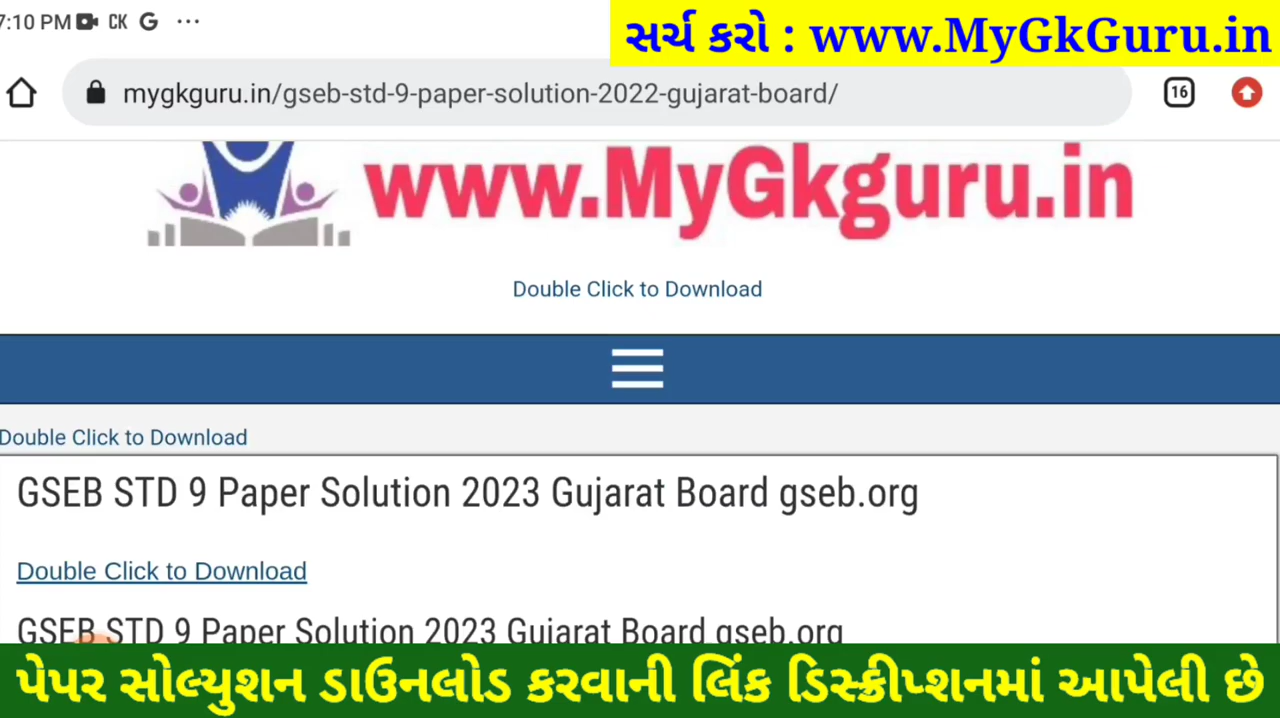 7:10 PM CK G ...
સર્ચ કરો : www.MyGkGuru.in
mygkguru.in/gseb-std-9-paper-solution-2022-gujarat-board/
16
www.MyGkguru.in
Double Click to Download
Double Click to Download
GSEB STD 9 Paper Solution 2023 Gujarat Board gseb.org
Double Click to Download
GSEB STD 9 Paper Solution 2023 Gujarat Board gseb.org
પેપર સોલ્યુશન ડાઉનલોડ કરવાની લિંક ડિસ્ક્રીપ્શનમાં આપેલી છે